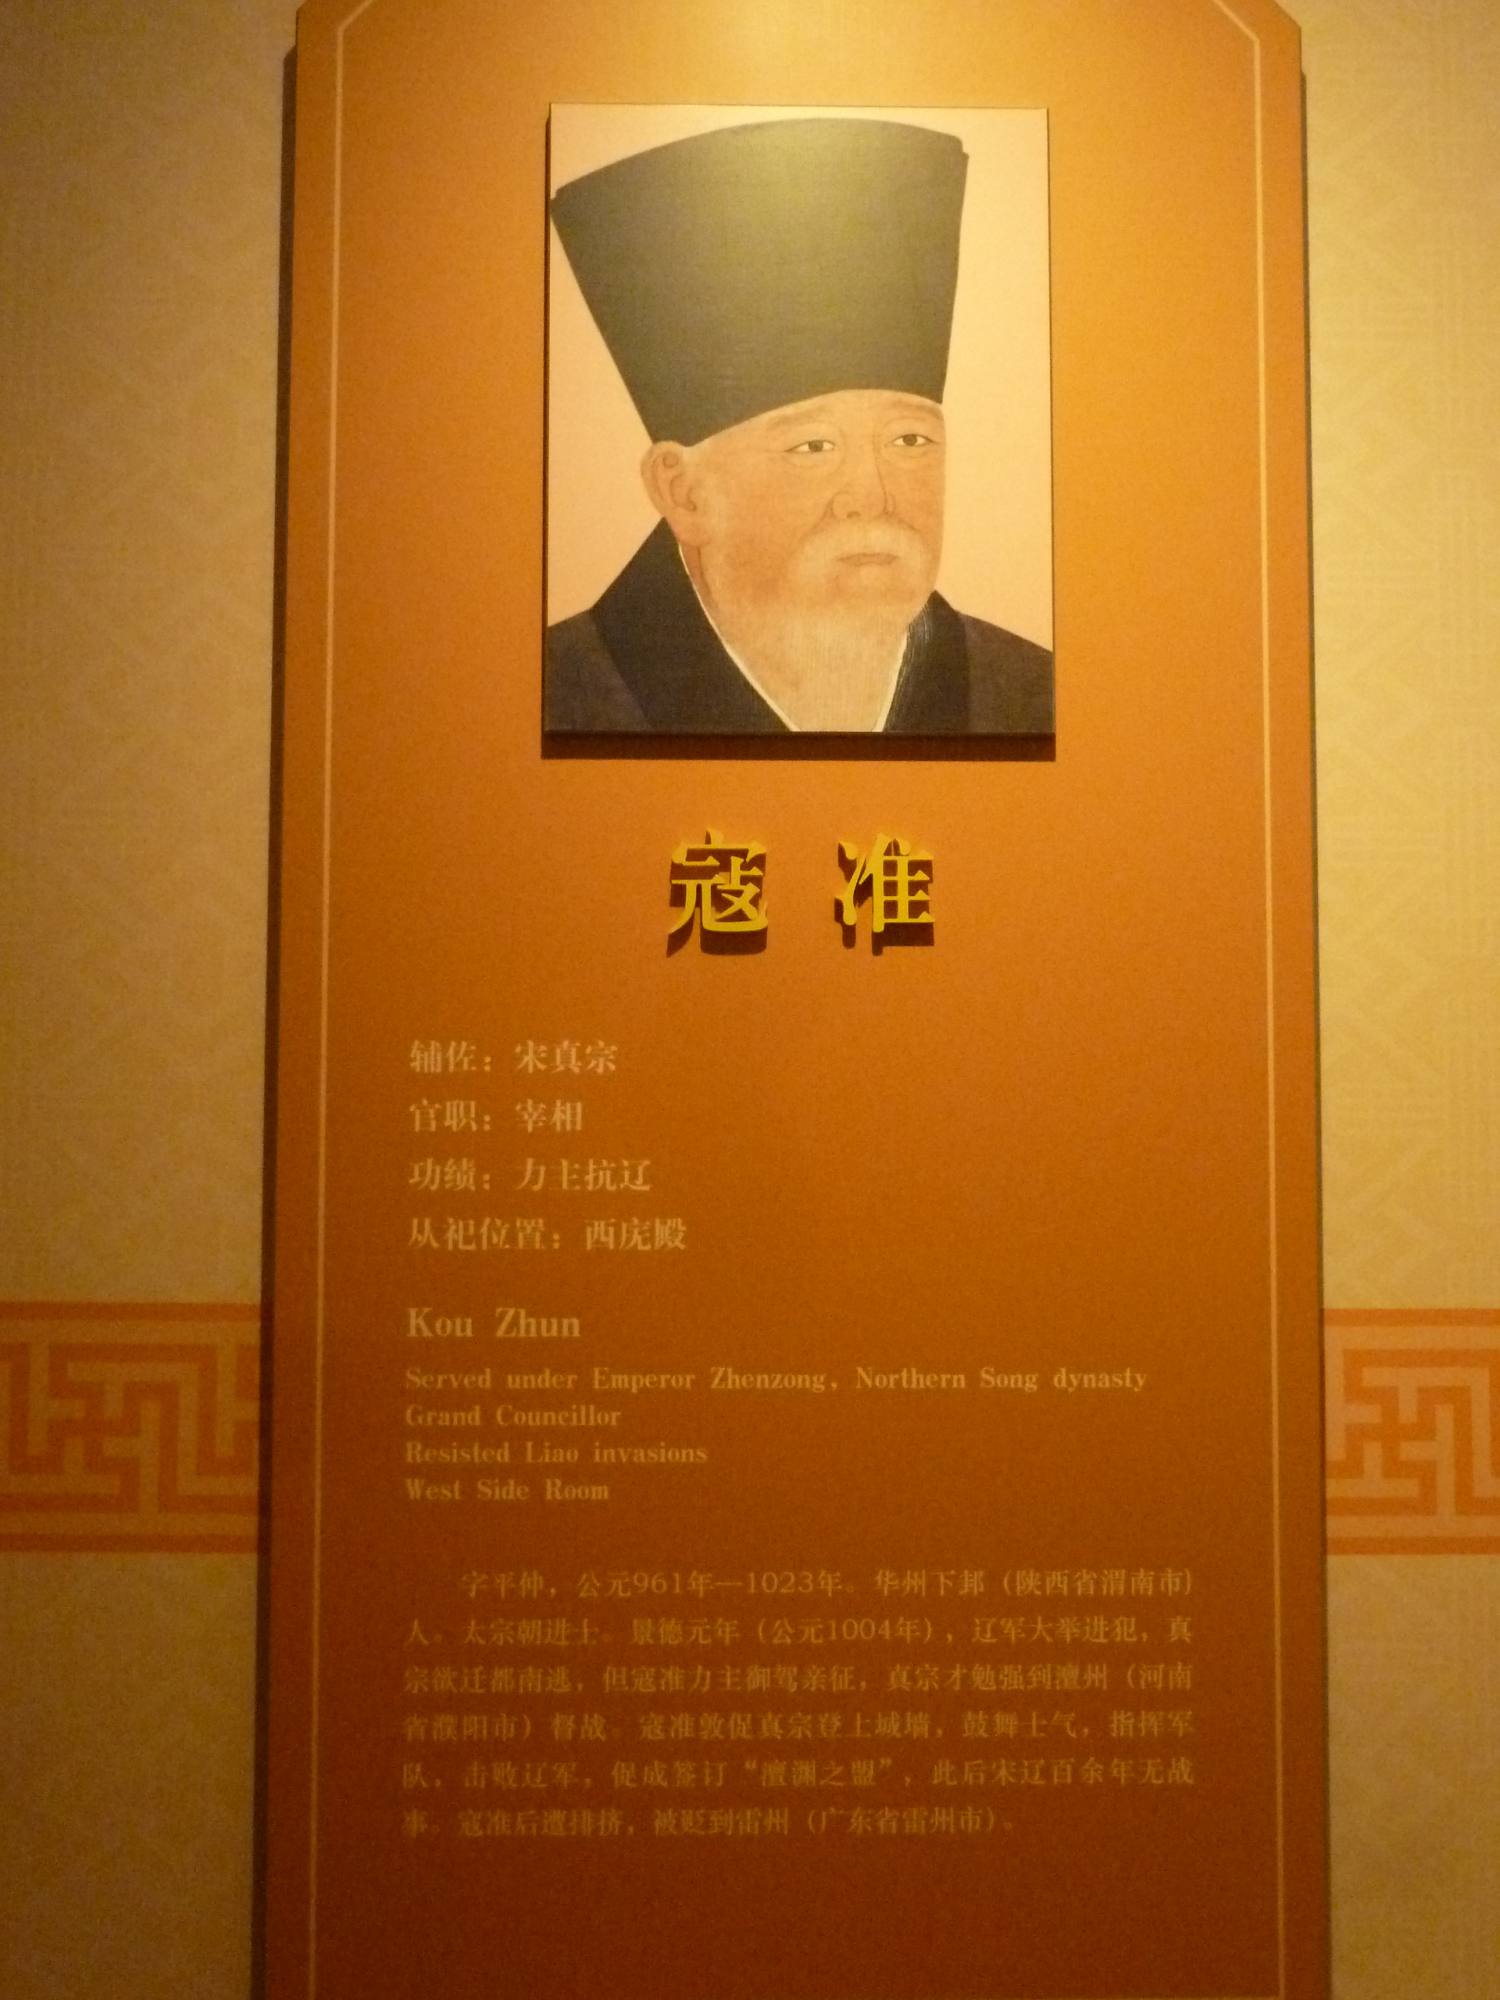 寇准
辅佐：宋真宗
官职：宰相
功绩：力主抗辽
从祀位置：西庑殿
Kou Zhun
Served under Emperor Zhenzong, Northern Song dynasty
Grand Councillor
Resisted Liao invasions
West Side Room
字平仲，公元961年—1023年。华州下邽（陕西省渭南市）
人。太宗朝进士。景德元年（公元1004年），辽军大举进犯，真
宗欲迁都南逃，但寇准力主御驾亲征，真宗才勉强到澶州（河南
省濮阳市）督战。寇准敦促真宗登上城墙，鼓舞士气，指挥军
队，击败辽军，促成签订“澶渊之盟”，此后宋辽百余年无战
事。寇准后遭排挤，被贬到雷州（广东省雷州市）。